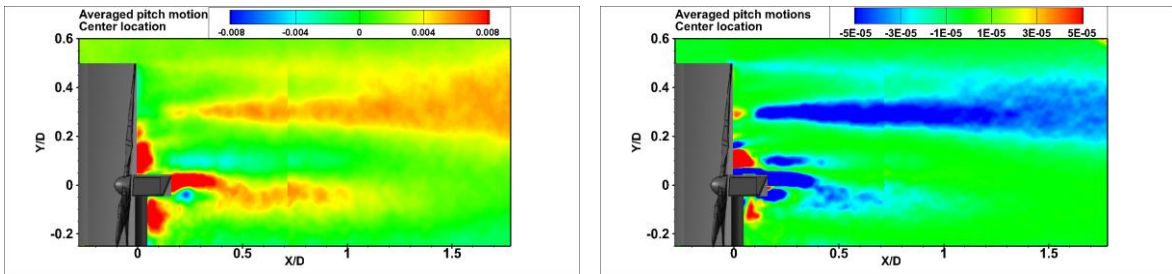 Averaged pitch motion
Center location
-0.008 -0.004 0 0.004 0.008
0.6
0.4
0.2
0
-0.2
Y/D
0 0.5 1 1.5
X/D
Averaged pitch motions
Center location
-5E-05 -3E-05 -1E-05 1E-05 3E-05 5E-05
0.6
0.4
0.2
0
-0.2
Y/D
0 0.5 1 1.5
X/D